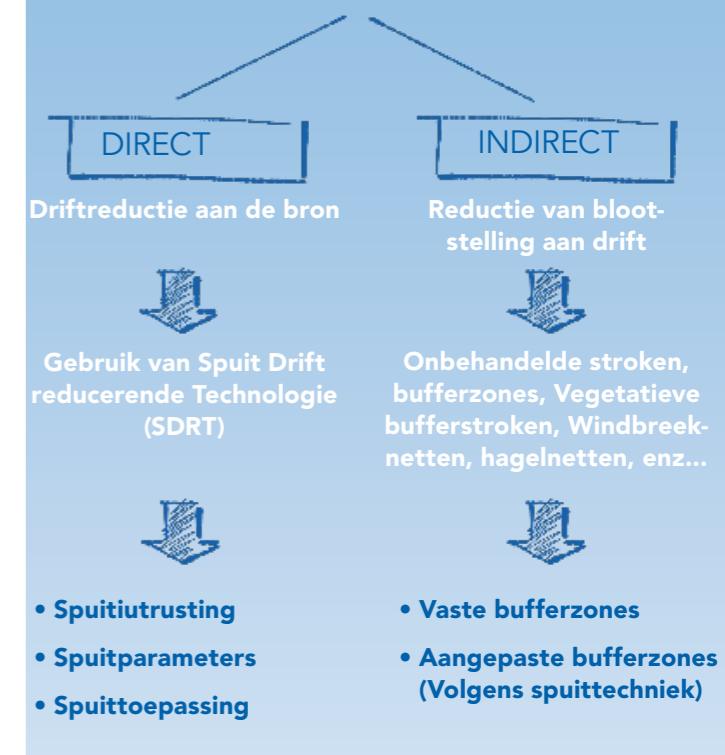 DIRECT
Driftreductie aan de bron
Gebruik van Spuit Drift
reducerende Technologie
(SDRT)
• Spuitiutrusting
• Spuitparameters
• Spuittoepassing
INDIRECT
Reductie van bloot-
stelling aan drift
Onbehandelde stroken,
bufferzones, Vegetatieve
bufferstroken, Windbreek-
netten, hagelnetten, enz...
• Vaste bufferzones
• Aangepaste bufferzones
(Volgens spuittechniek)